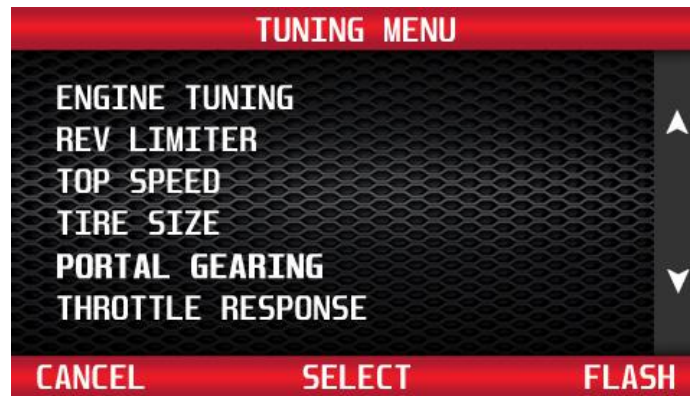 TUNING MENU
ENGINE TUNING
REV LIMITER
TOP SPEED
TIRE SIZE
PORTAL GEARING
THROTTLE RESPONSE
CANCEL SELECT FLASH